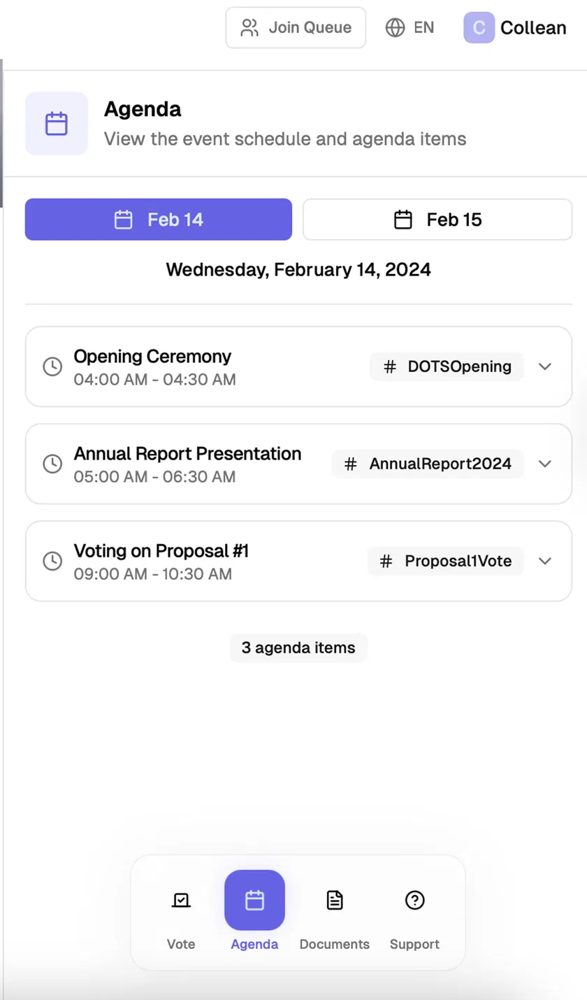 Join Queue
EN
C
Collean
Agenda
View the event schedule and agenda items
Feb 14
Feb 15
Wednesday, February 14, 2024
Opening Ceremony
04:00 AM - 04:30 AM
# DOTSOpening
Annual Report Presentation
05:00 AM - 06:30 AM
# AnnualReport2024
Voting on Proposal #1
09:00 AM - 10:30 AM
# Proposal1Vote
3 agenda items
Vote
Agenda
Documents
Support